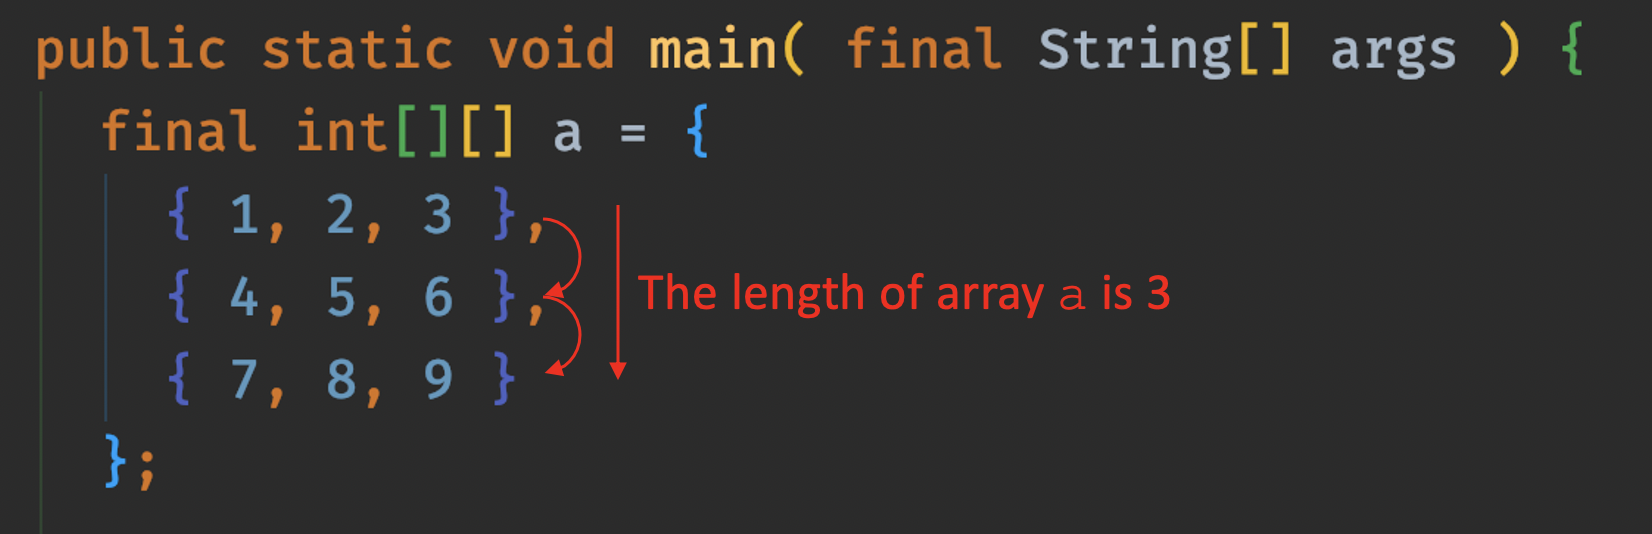 public static void main( final String[] args ) {
final int[][] a = {
{ 1, 2, 3 },
{ 4, 5, 6 },
The length of array a is 3
{ 7, 8, 9 }
};